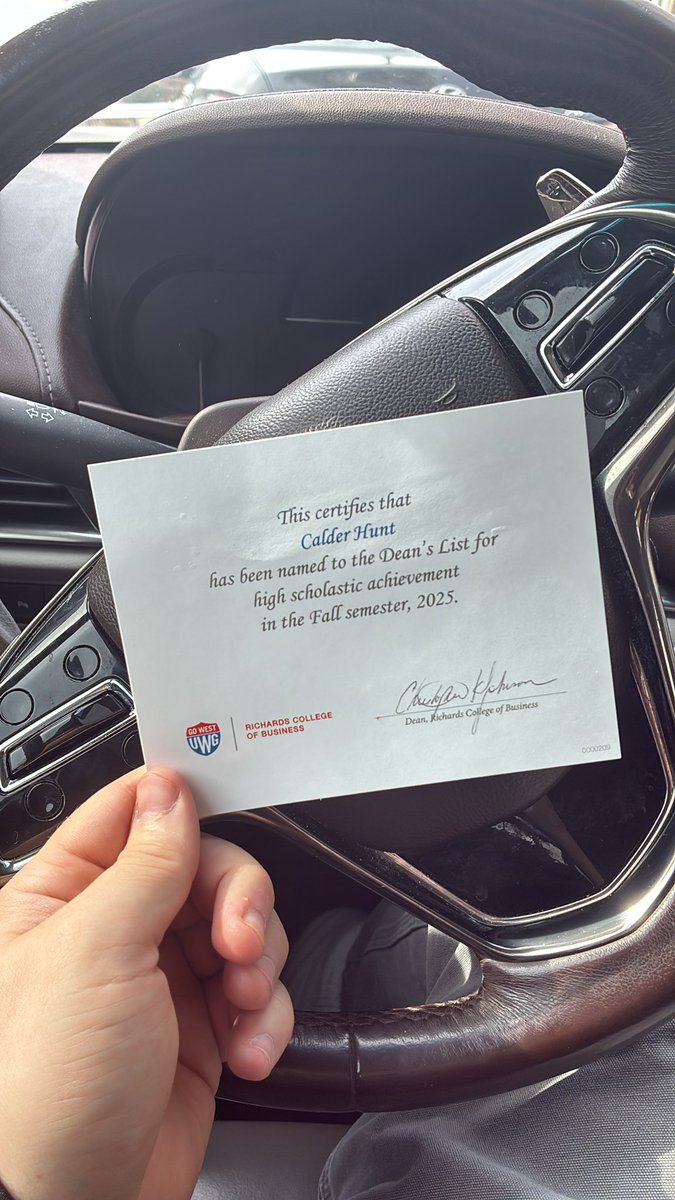 This certifies that
Calder Hunt
has been named to the Dean's List for
high scholastic achievement
in the Fall semester, 2025.
GO WEST
UWG
RICHARDS COLLEGE
OF BUSINESS
Dean, Richards College of Business
0000209